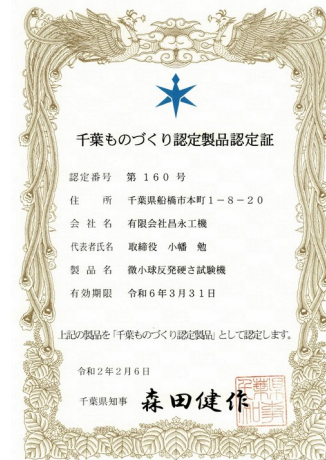 千葉ものづくり認定製品認定証
認定番号 第 160 号
住 所 千葉県船橋市本町1-8-20
会 社 名 有限会社昌永工機
代表者氏名 取締役 小幡 勉
製 品 名 微小球反発硬さ試験機
有効期限 令和6年3月31日
上記の製品を「千葉ものづくり認定製品」として認定します。
令和2年2月6日
千葉県知事 森田健作